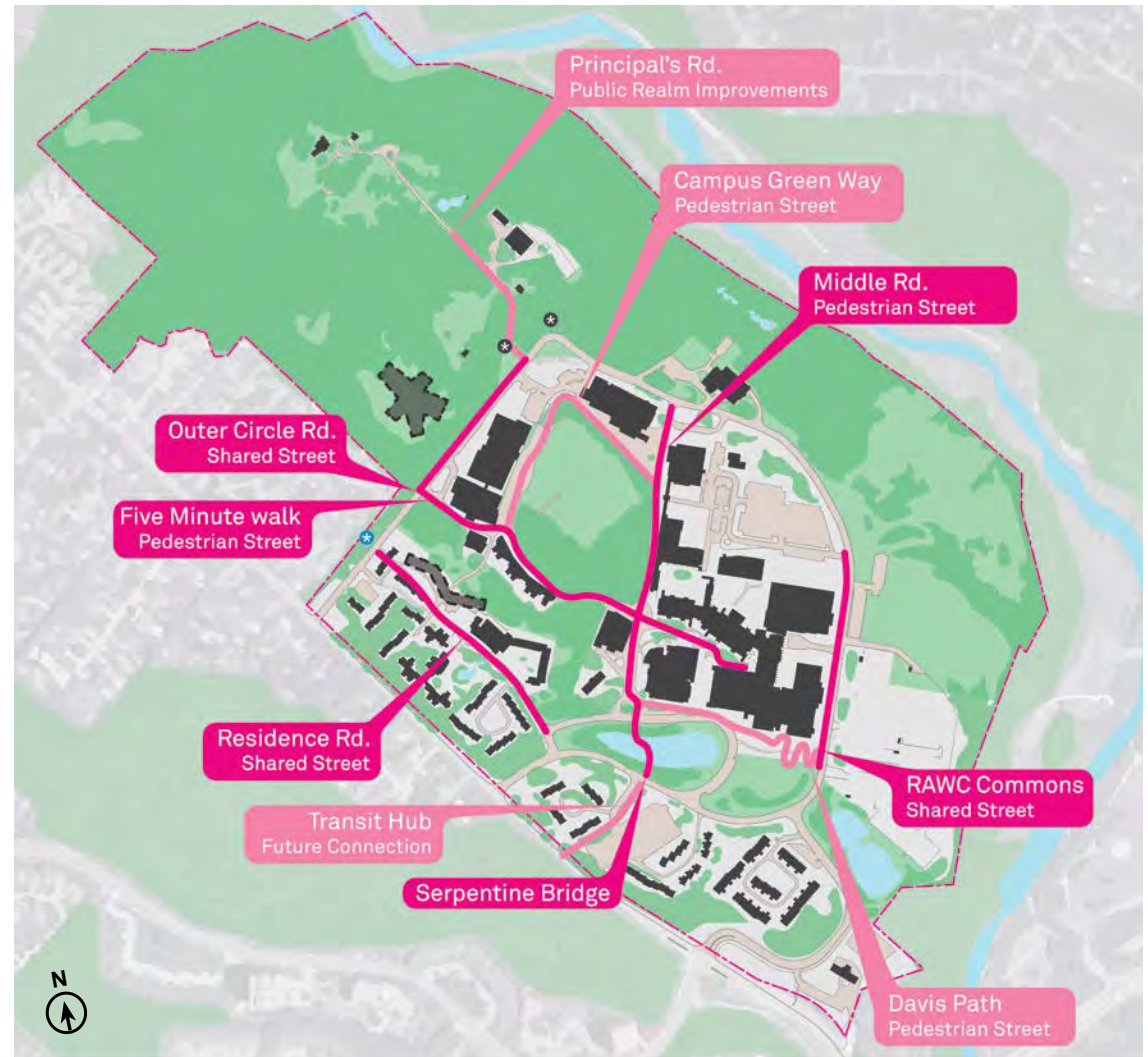 Principal's Rd.
Public Realm Improvements
Campus Green Way
Pedestrian Street
Middle Rd.
Pedestrian Street
Outer Circle Rd.
Shared Street
Five Minute walk
Pedestrian Street
Residence Rd.
Shared Street
RAWC Commons
Shared Street
Transit Hub
Future Connection
Serpentine Bridge
Davis Path
Pedestrian Street
N